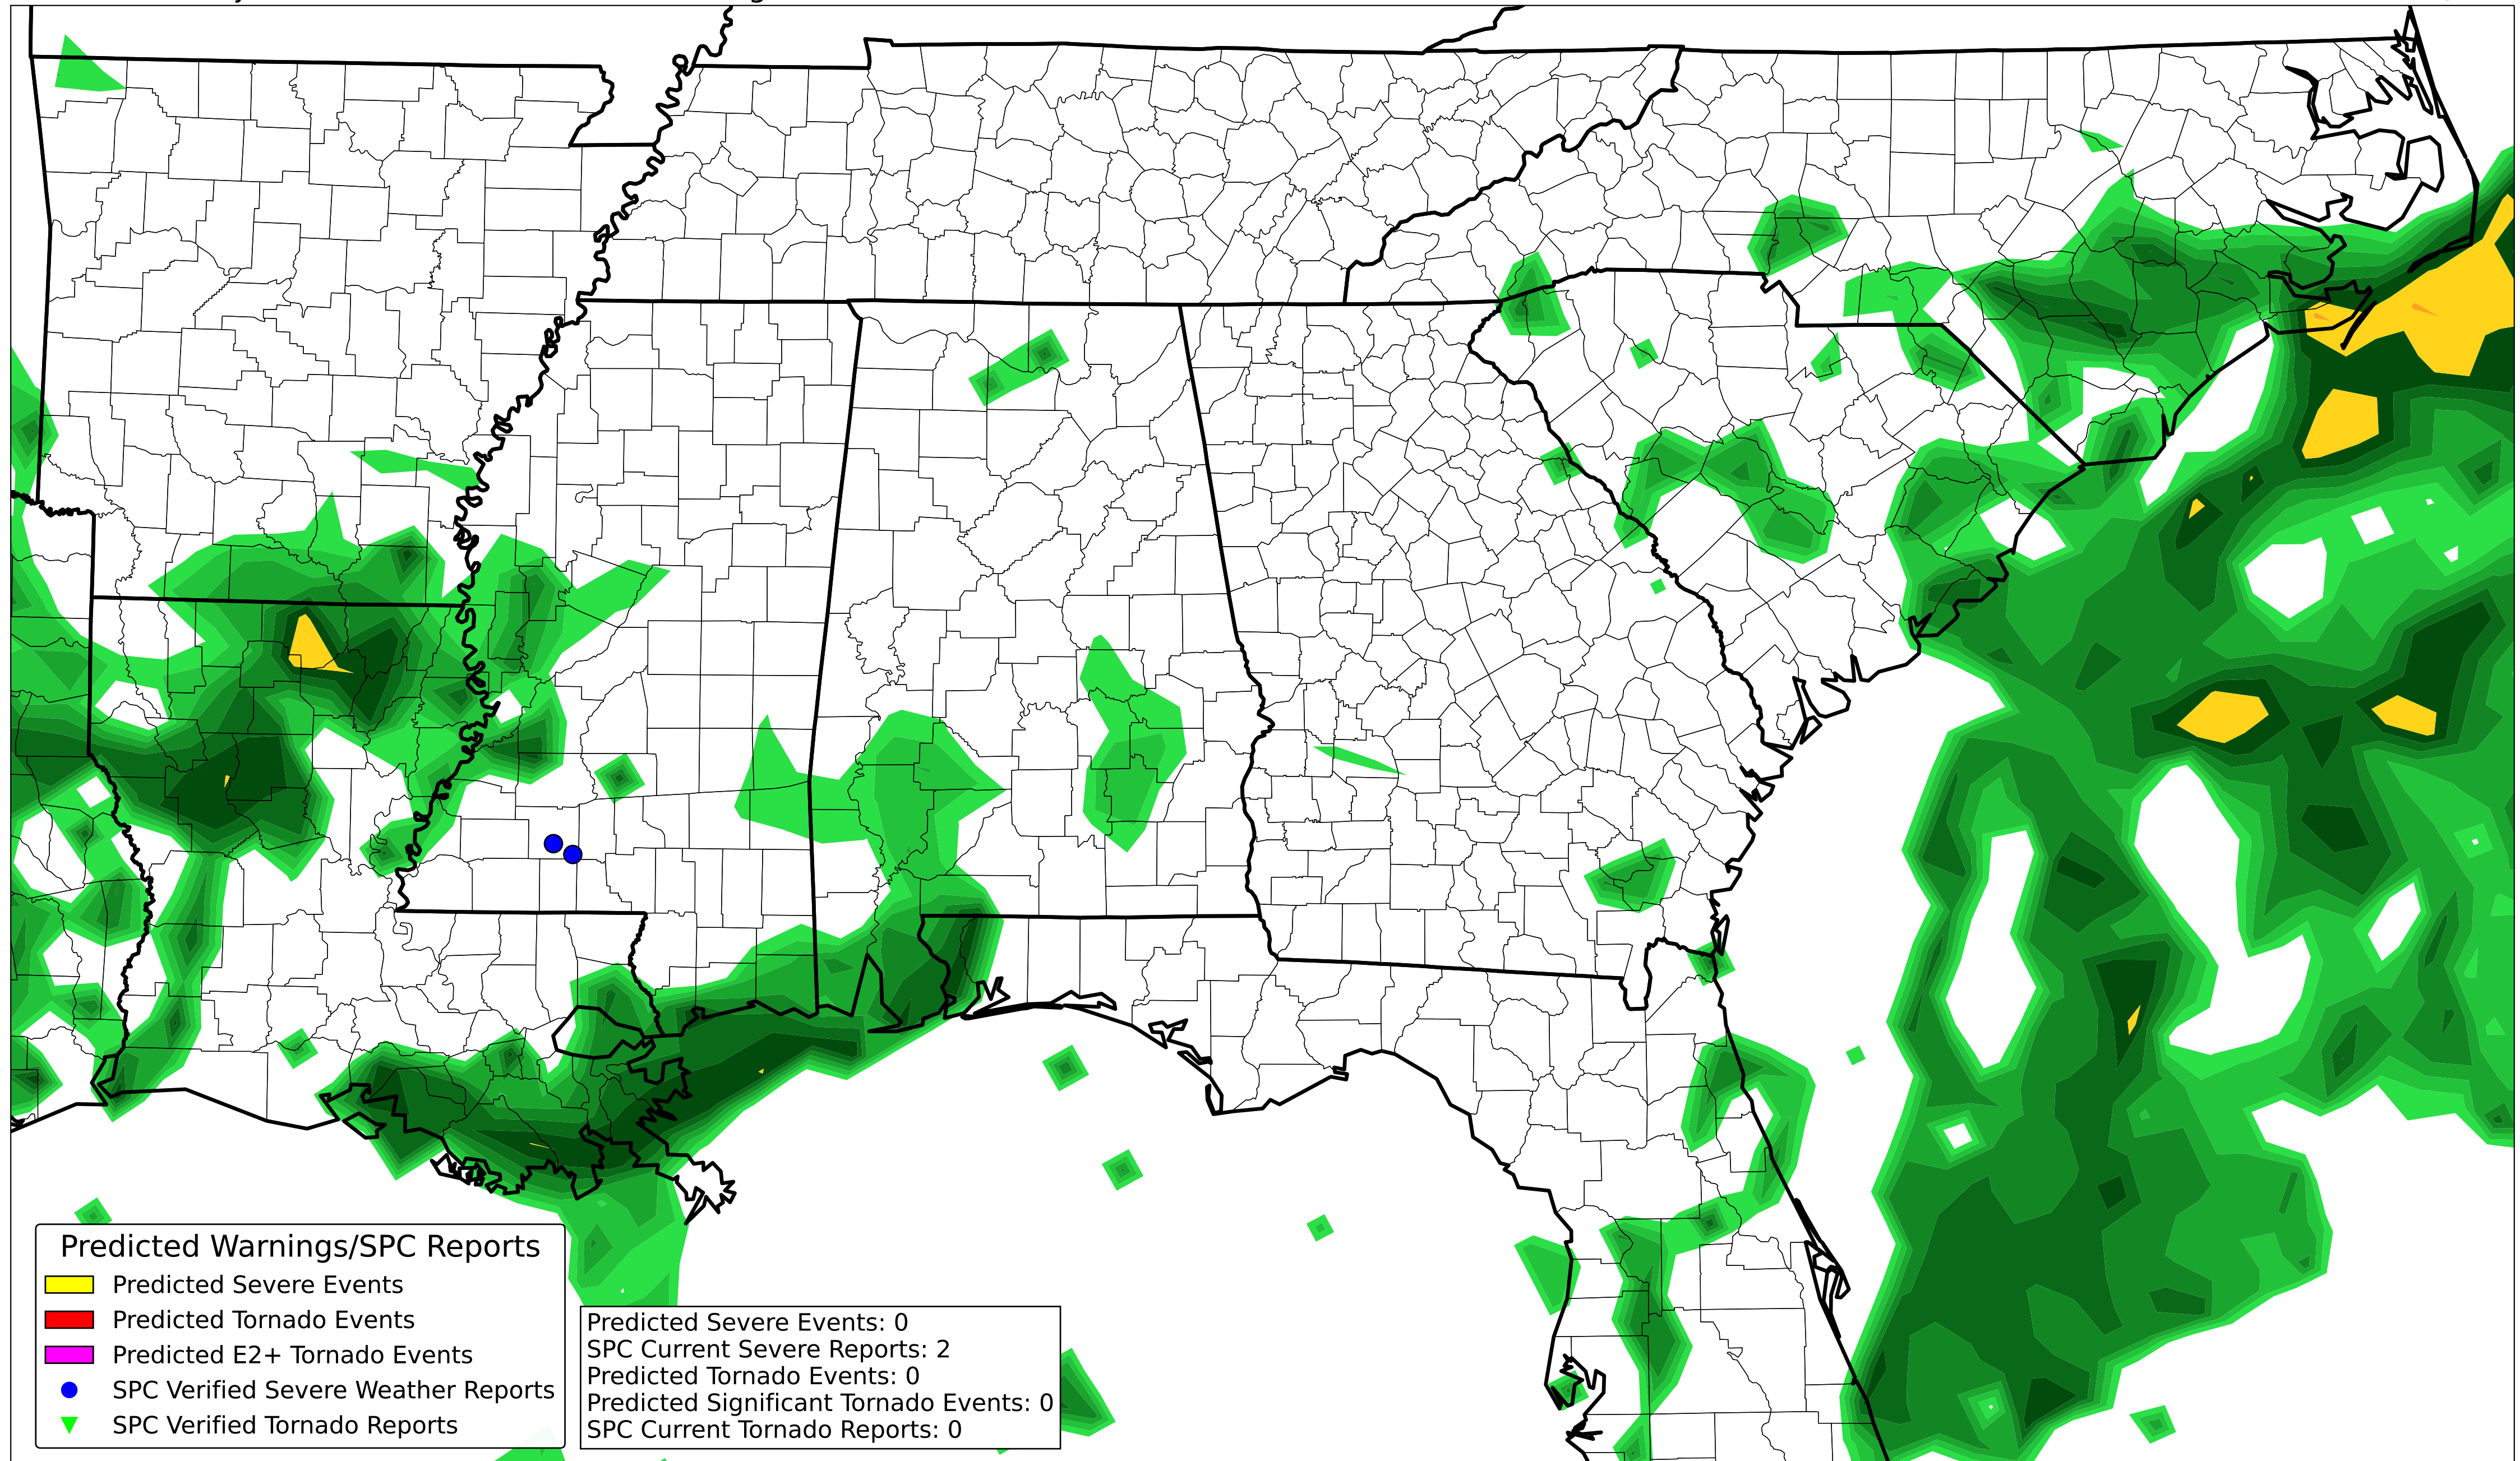 Predicted Warnings/SPC Reports
Predicted Severe Events
Predicted Tornado Events
Predicted E2+ Tornado Events
SPC Verified Severe Weather Reports
SPC Verified Tornado Reports
Predicted Severe Events: 0
SPC Current Severe Reports: 2
Predicted Tornado Events: 0
Predicted Significant Tornado Events: 0
SPC Current Tornado Reports: 0